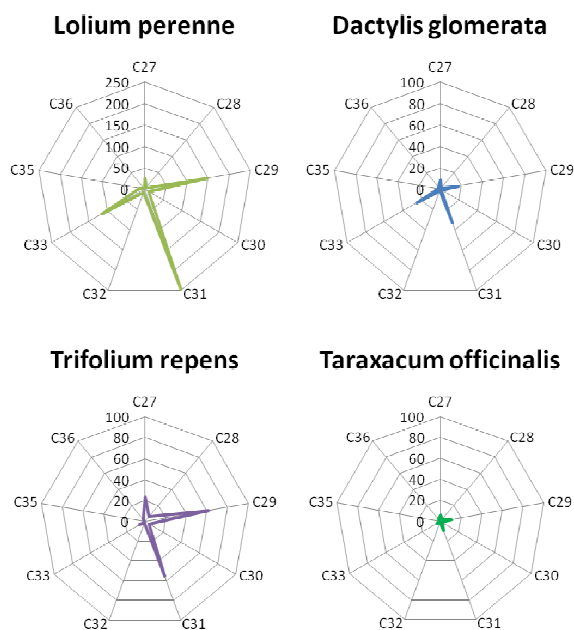 Lolium perenne
C27
250
200
150
100
50
0
C28
C29
C30
C31
C32
C33
C35
C36
Dactylis glomerata
C27
100
80
60
40
20
0
C28
C29
C30
C31
C32
C33
C35
C36
Trifolium repens
C27
100
80
60
40
20
0
C28
C29
C30
C31
C32
C33
C35
C36
Taraxacum officinalis
C27
100
80
60
40
20
0
C28
C29
C30
C31
C32
C33
C35
C36